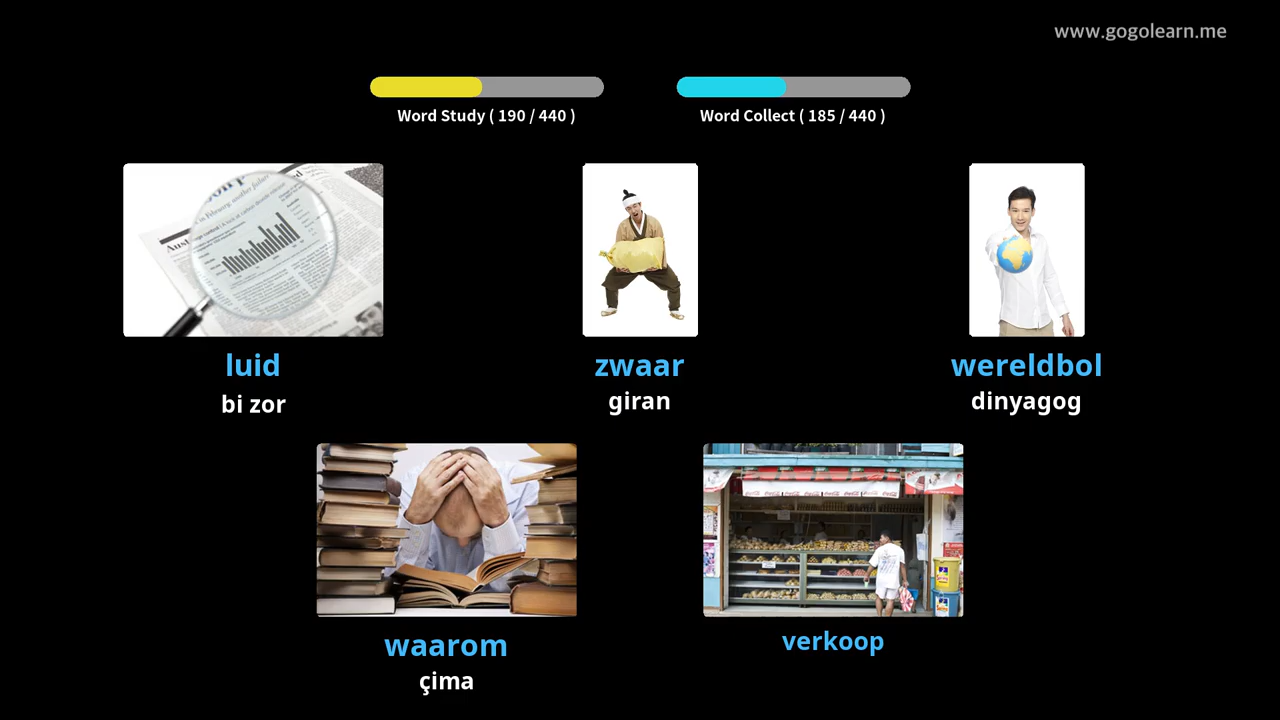 www.gogolearn.me
Word Study ( 190 / 440 )
Word Collect ( 185 / 440 )
luid
bi zor
zwaar
giran
wereldbol
dinyagog
waarom
çima
verkoop